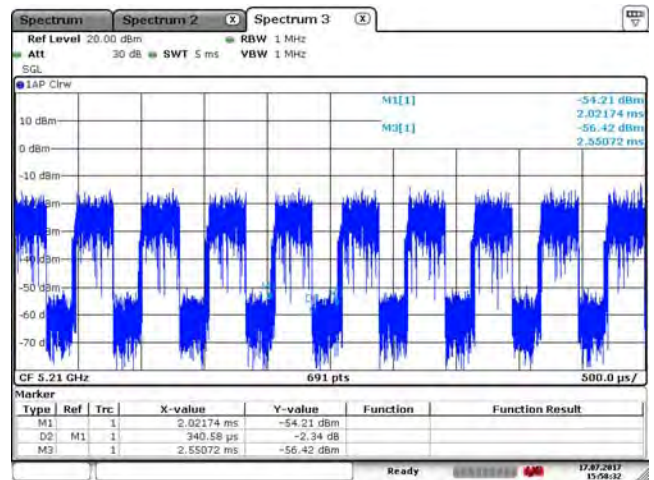 Spectrum Spectrum 2 X Spectrum 3 X
Ref Level 20.00 dBm RBW 1 MHz
Att 30 dB SWT 5 ms VBW 1 MHz
SGL
1AP Clrw
M1[1] -54.21 dBm
2.02174 ms
10 dBm
M3[1] -56.42 dBm
2.55072 ms
0 dBm
-10 dBm
-50 dBm
-60 d
-70 d
CF 5.21 GHz 691 pts 500.0 µs/
Marker
Type Ref Trc X-value Y-value Function Function Result
M1 1 2.02174 ms -54.21 dBm
D2 M1 1 340.58 µs -2.34 dB
M3 1 2.55072 ms -56.42 dBm
Ready 17.07.2017
15:58:32